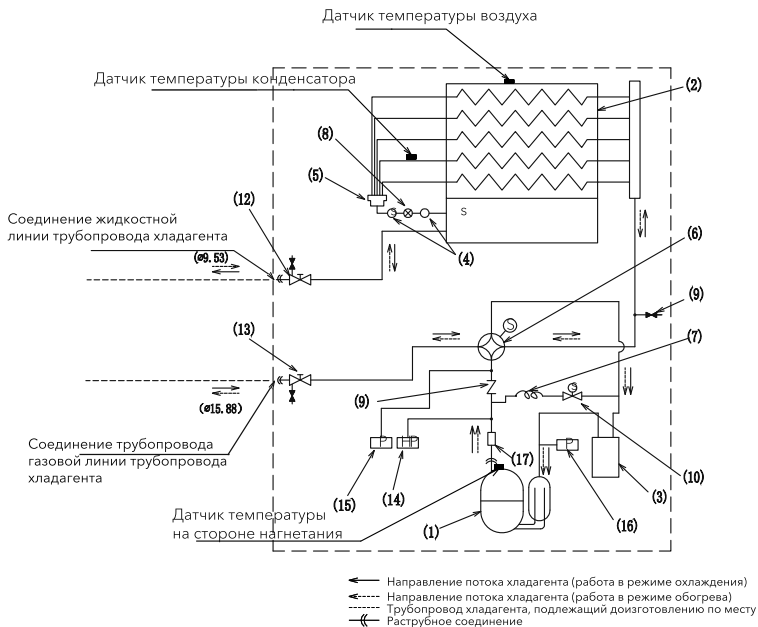 Датчик температуры воздуха
Датчик температуры конденсатора
(2)
(8)
(5)
(12)
S
Соединение жидкостной
линии трубопровода хладагента
(ø9.53)
(4)
(6)
(9)
S
(7)
(13)
(9)
(ø15.88)
Соединение трубопровода
газовой линии трубопровода
хладагента
(15)
(14)
(17)
(10)
(3)
(16)
(1)
Датчик температуры
на стороне нагнетания
Направление потока хладагента (работа в режиме охлаждения)
Направление потока хладагента (работа в режиме обогрева)
Трубопровод хладагента, подлежащий доизготовлению по месту
Раструбное соединение